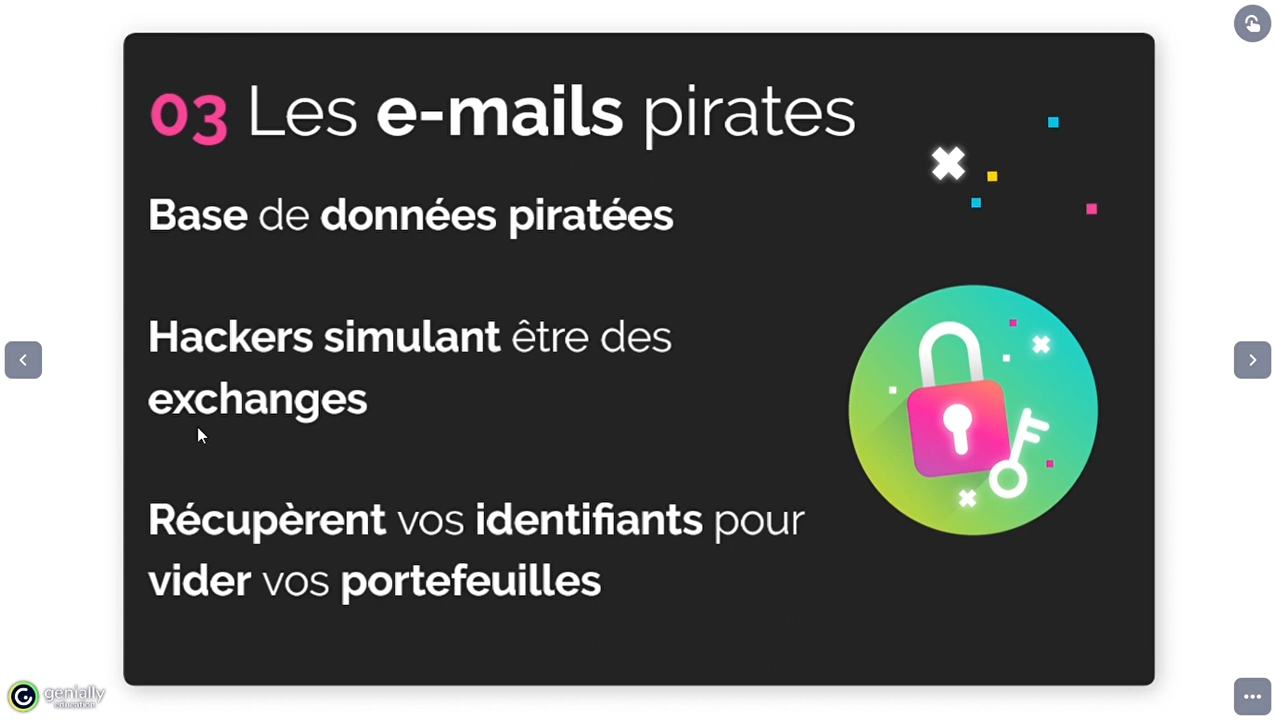 03 Les e-mails pirates
Base de données piratées
Hackers simulant être des
exchanges
Récupèrent vos identifiants pour
vider vos portefeuilles
genially
education